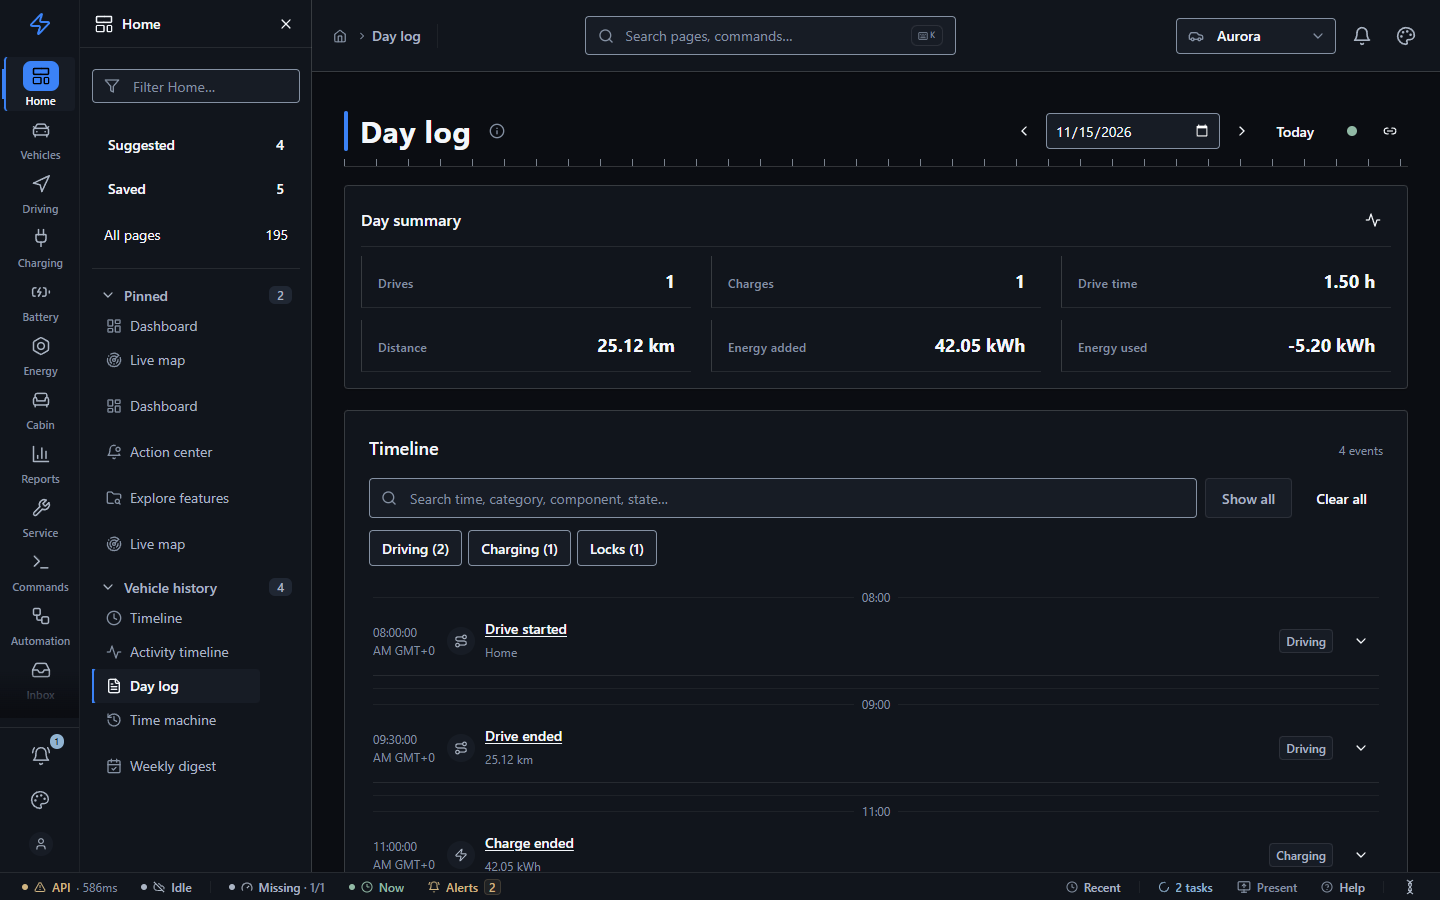 Home
Day log
Search pages, commands...
K
Aurora
Home
Vehicles
Driving
Charging
Battery
Energy
Cabin
Reports
Service
Commands
Automation
Inbox
1
Filter Home...
Suggested 4
Saved 5
All pages 195
Pinned 2
Dashboard
Live map
Dashboard
Action center
Explore features
Live map
Vehicle history 4
Timeline
Activity timeline
Day log
Time machine
Weekly digest
Day log
11/15/2026
Today
Day summary
Drives 1
Charges 1
Drive time 1.50 h
Distance 25.12 km
Energy added 42.05 kWh
Energy used -5.20 kWh
Timeline
4 events
Search time, category, component, state...
Show all
Clear all
Driving (2)
Charging (1)
Locks (1)
08:00
08:00:00
AM GMT+0
Drive started
Home
Driving
09:00
09:30:00
AM GMT+0
Drive ended
25.12 km
Driving
11:00
11:00:00
AM GMT+0
Charge ended
42.05 kWh
Charging
API · 586ms
Idle
Missing · 1/1
Now
Alerts 2
Recent
2 tasks
Present
Help